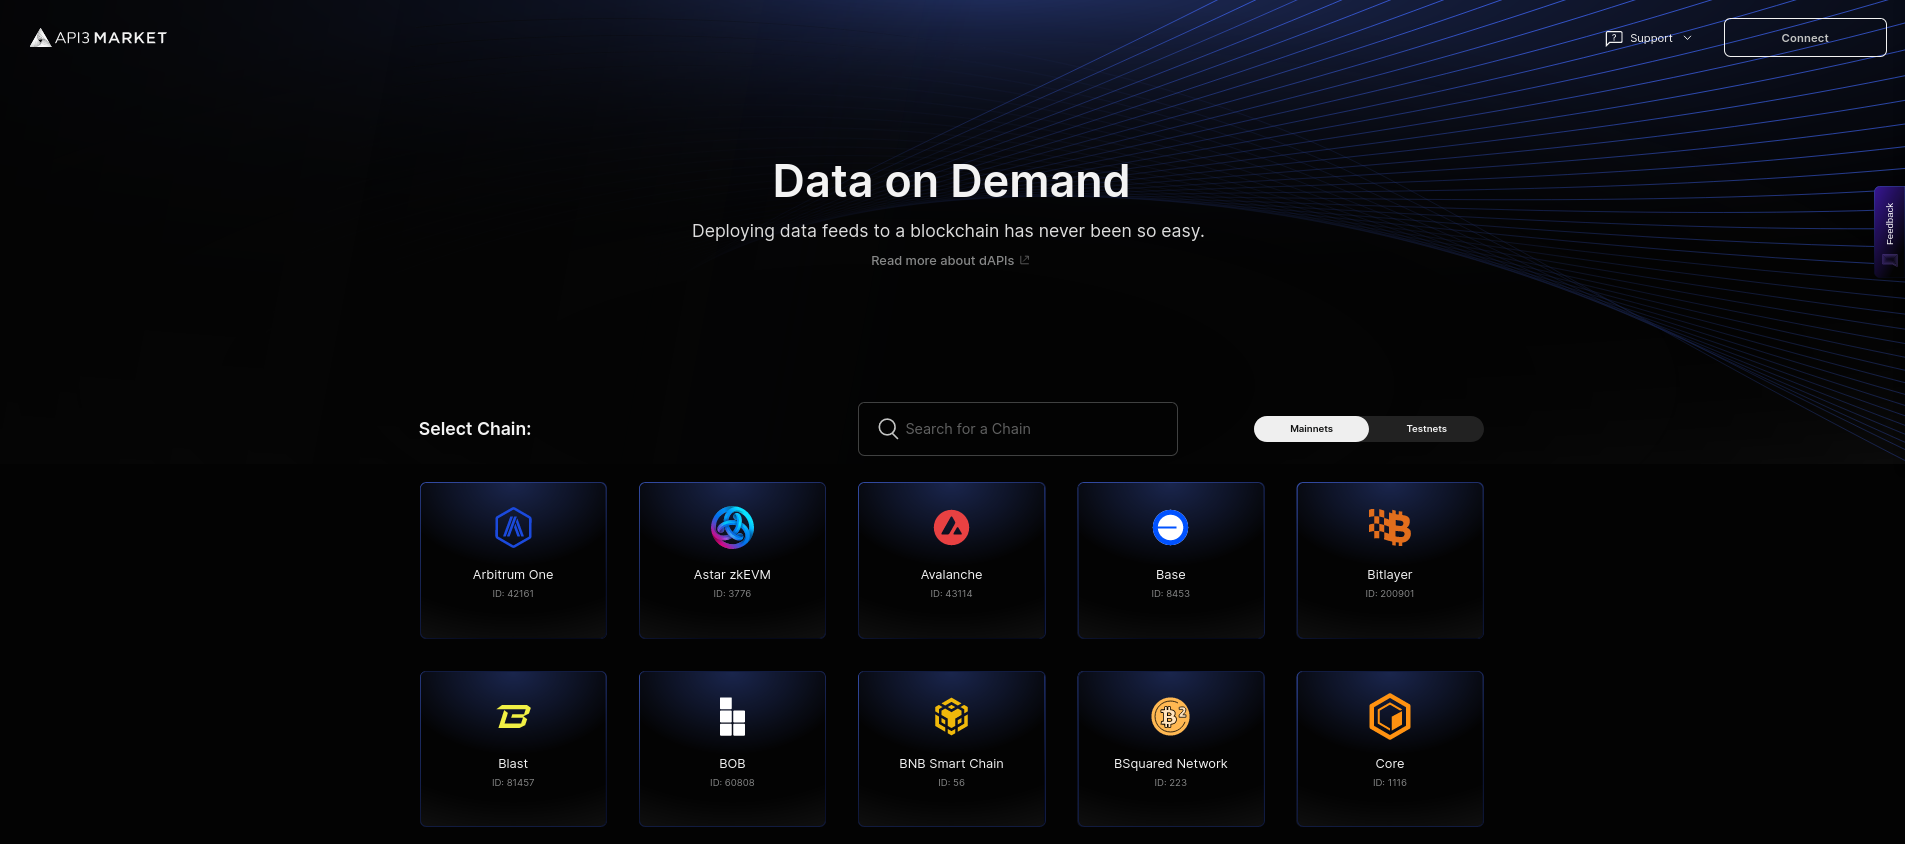 API3 MARKET
Support
Connect
Data on Demand
Deploying data feeds to a blockchain has never been so easy.
Read more about dAPIs
Feedback
Select Chain:
Search for a Chain
Mainnets
Testnets
Arbitrum One
ID: 42161
Astar zkEVM
ID: 3776
Avalanche
ID: 43114
Base
ID: 8453
Bitlayer
ID: 200901
Blast
ID: 81457
BOB
ID: 60808
BNB Smart Chain
ID: 56
BSquared Network
ID: 223
Core
ID: 1116